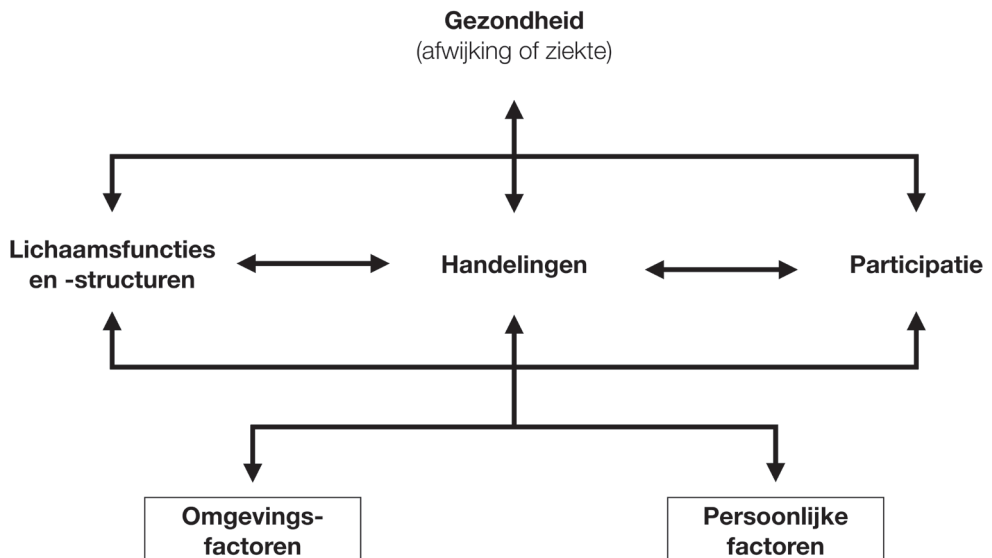 Gezondheid
(afwijking of ziekte)
Lichaamsfuncties
en -structuren
Handelingen
Participatie
Omgevings-
factoren
Persoonlijke
factoren